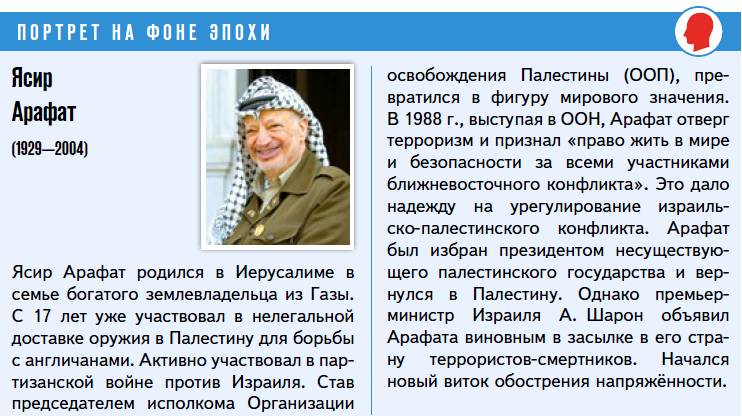 ПОРТРЕТ НА ФОНЕ ЭПОХИ
Ясир
Арафат
(1929—2004)
Ясир Арафат родился в Иерусалиме в
семье богатого землевладельца из Газы.
С 17 лет уже участвовал в нелегальной
доставке оружия в Палестину для борьбы
с англичанами. Активно участвовал в пар-
тизанской войне против Израиля. Став
председателем исполкома Организации
освобождения Палестины (ООП), пре-
вратился в фигуру мирового значения.
В 1988 г., выступая в ООН, Арафат отверг
терроризм и признал «право жить в мире
и безопасности за всеми участниками
ближневосточного конфликта». Это дало
надежду на урегулирование израиль-
ско-палестинского конфликта. Арафат
был избран президентом несуществую-
щего палестинского государства и вер-
нулся в Палестину. Однако премьер-
министр Израиля А. Шарон объявил
Арафата виновным в засылке в его стра-
ну террористов-смертников. Начался
новый виток обострения напряжённости.